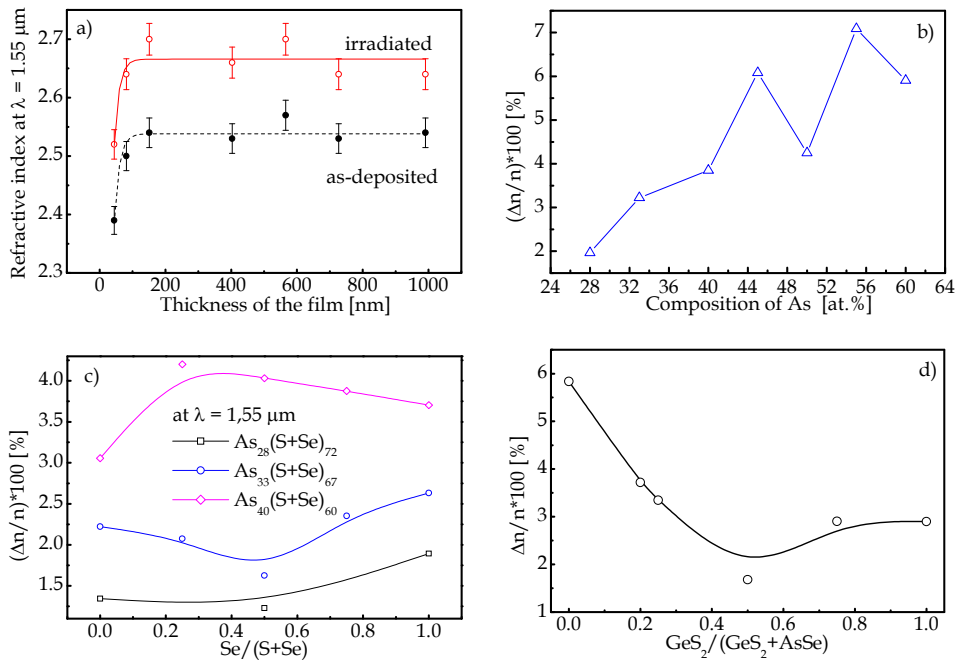 a)
Refractive index at λ = 1.55 μm
2.7
2.6
2.5
2.4
2.3
irradiated
as-deposited
0 200 400 600 800 1000
Thickness of the film [nm]
b)
(Δn/n)*100 [%]
7
6
5
4
3
2
24 28 32 36 40 44 48 52 56 60 64
Composition of As [at.%]
c)
(Δn/n)*100 [%]
4.0
3.5
3.0
2.5
2.0
1.5
at λ = 1,55 μm
As28(S+Se)72
As33(S+Se)67
As40(S+Se)60
0.0 0.2 0.4 0.6 0.8 1.0
Se/(S+Se)
d)
Δn/n*100 [%]
6
5
4
3
2
1
0.0 0.2 0.4 0.6 0.8 1.0
GeS2/(GeS2+AsSe)